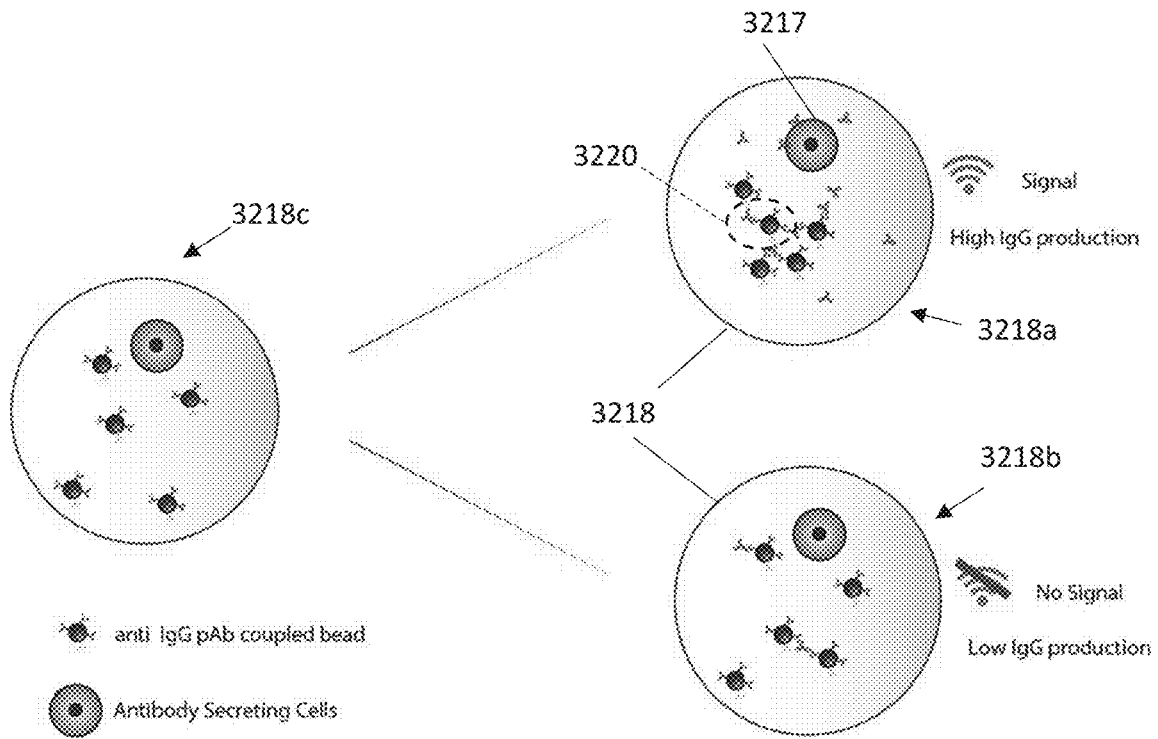 3217
3220
Signal
3218c
High IgG production
3218a
3218
3218b
No Signal
anti IgG pAb coupled bead
Low IgG production
Antibody Secreting Cells